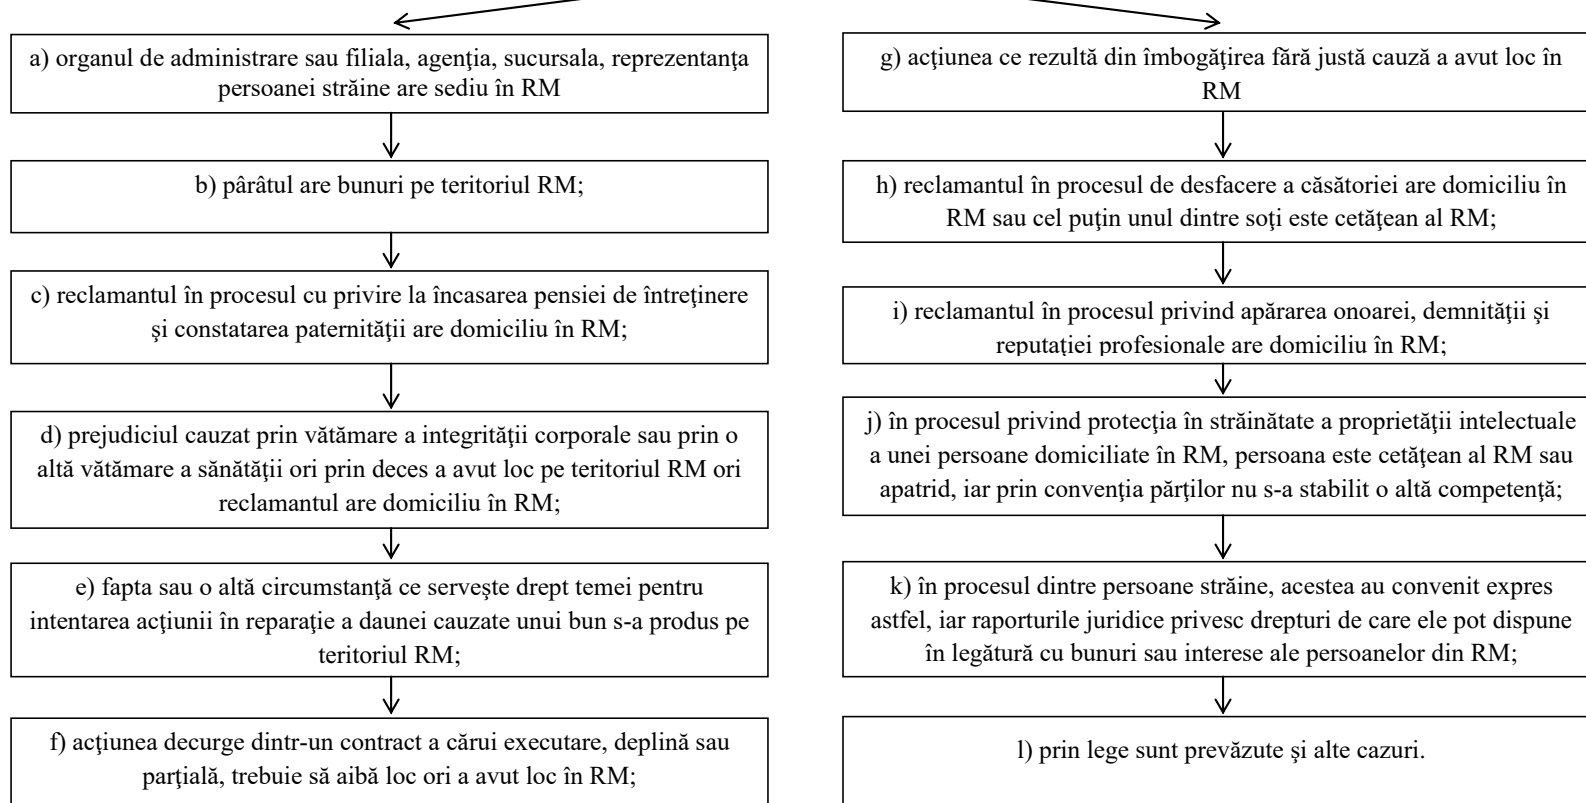 a) organul de administrare sau filiala, agenţia, sucursala, reprezentanţa
persoanei străine are sediu în RM
b) pârâtul are bunuri pe teritoriul RM;
c) reclamantul în procesul cu privire la încasarea pensiei de întreţinere
şi constatarea paternităţii are domiciliu în RM;
d) prejudiciul cauzat prin vătămare a integrităţii corporale sau prin o
altă vătămare a sănătăţii ori prin deces a avut loc pe teritoriul RM ori
reclamantul are domiciliu în RM;
e) fapta sau o altă circumstanţă ce serveşte drept temei pentru
intentarea acţiunii în reparaţie a daunei cauzate unui bun s-a produs pe
teritoriul RM;
f) acţiunea decurge dintr-un contract a cărui executare, deplină sau
parţială, trebuie să aibă loc ori a avut loc în RM;
g) acţiunea ce rezultă din îmbogăţirea fără justă cauză a avut loc în
RM
h) reclamantul în procesul de desfacere a căsătoriei are domiciliu în
RM sau cel puţin unul dintre soţi este cetăţean al RM;
i) reclamantul în procesul privind apărarea onoarei, demnităţii şi
reputaţiei profesionale are domiciliu în RM;
j) în procesul privind protecţia în străinătate a proprietăţii intelectuale
a unei persoane domiciliate în RM, persoana este cetăţean al RM sau
apatrid, iar prin convenţia părţilor nu s-a stabilit o altă competenţă;
k) în procesul dintre persoane străine, acestea au convenit expres
astfel, iar raporturile juridice privesc drepturi de care ele pot dispune
în legătură cu bunuri sau interese ale persoanelor din RM;
l) prin lege sunt prevăzute şi alte cazuri.